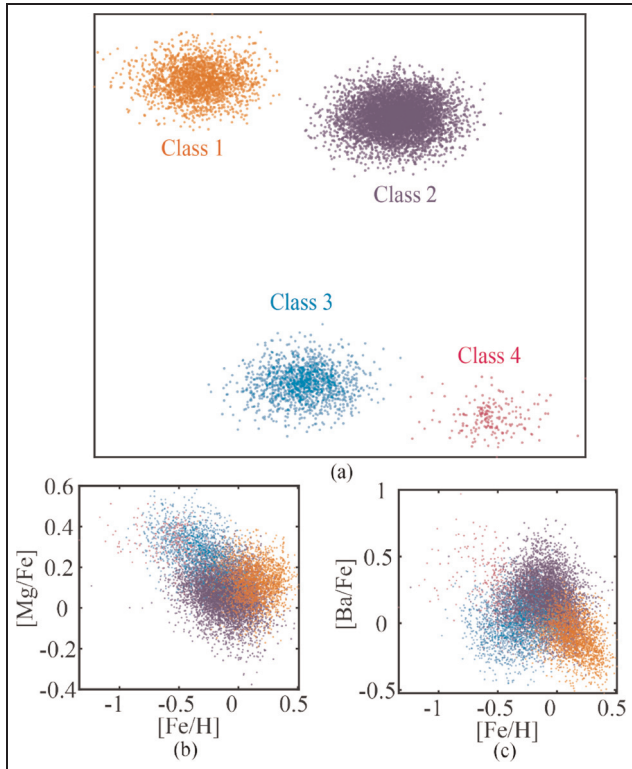 Class 1
Class 2
Class 3
Class 4
(a)
0.6
0.4
0.2
0
-0.2
-0.4
[Mg/Fe]
-1 -0.5 0 0.5
[Fe/H]
(b)
1
0.5
0
-0.5
[Ba/Fe]
-1 -0.5 0 0.5
[Fe/H]
(c)